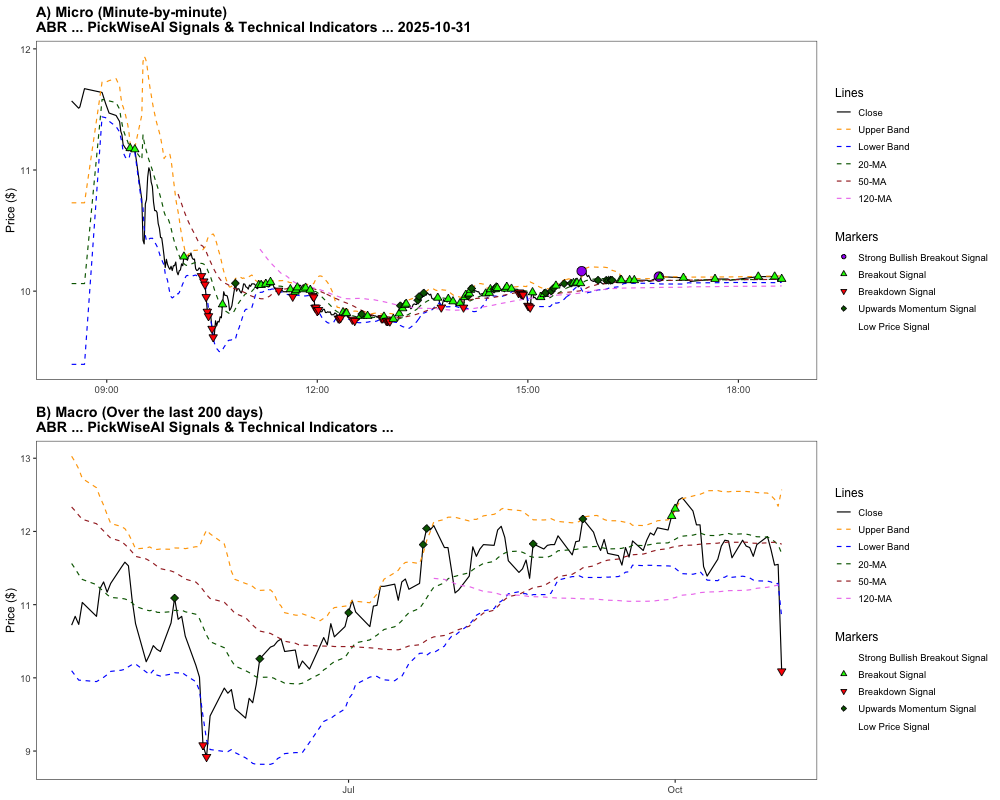 A) Micro (Minute-by-minute)
ABR ... PickWiseAI Signals & Technical Indicators ... 2025-10-31
Price ($)
12
11
10
09:00
12:00
15:00
18:00
Lines
Close
Upper Band
Lower Band
20-MA
50-MA
120-MA
Markers
Strong Bullish Breakout Signal
Breakout Signal
Breakdown Signal
Upwards Momentum Signal
Low Price Signal
B) Macro (Over the last 200 days)
ABR ... PickWiseAI Signals & Technical Indicators ...
Price ($)
13
12
11
10
9
Jul
Oct
Lines
Close
Upper Band
Lower Band
20-MA
50-MA
120-MA
Markers
Strong Bullish Breakout Signal
Breakout Signal
Breakdown Signal
Upwards Momentum Signal
Low Price Signal